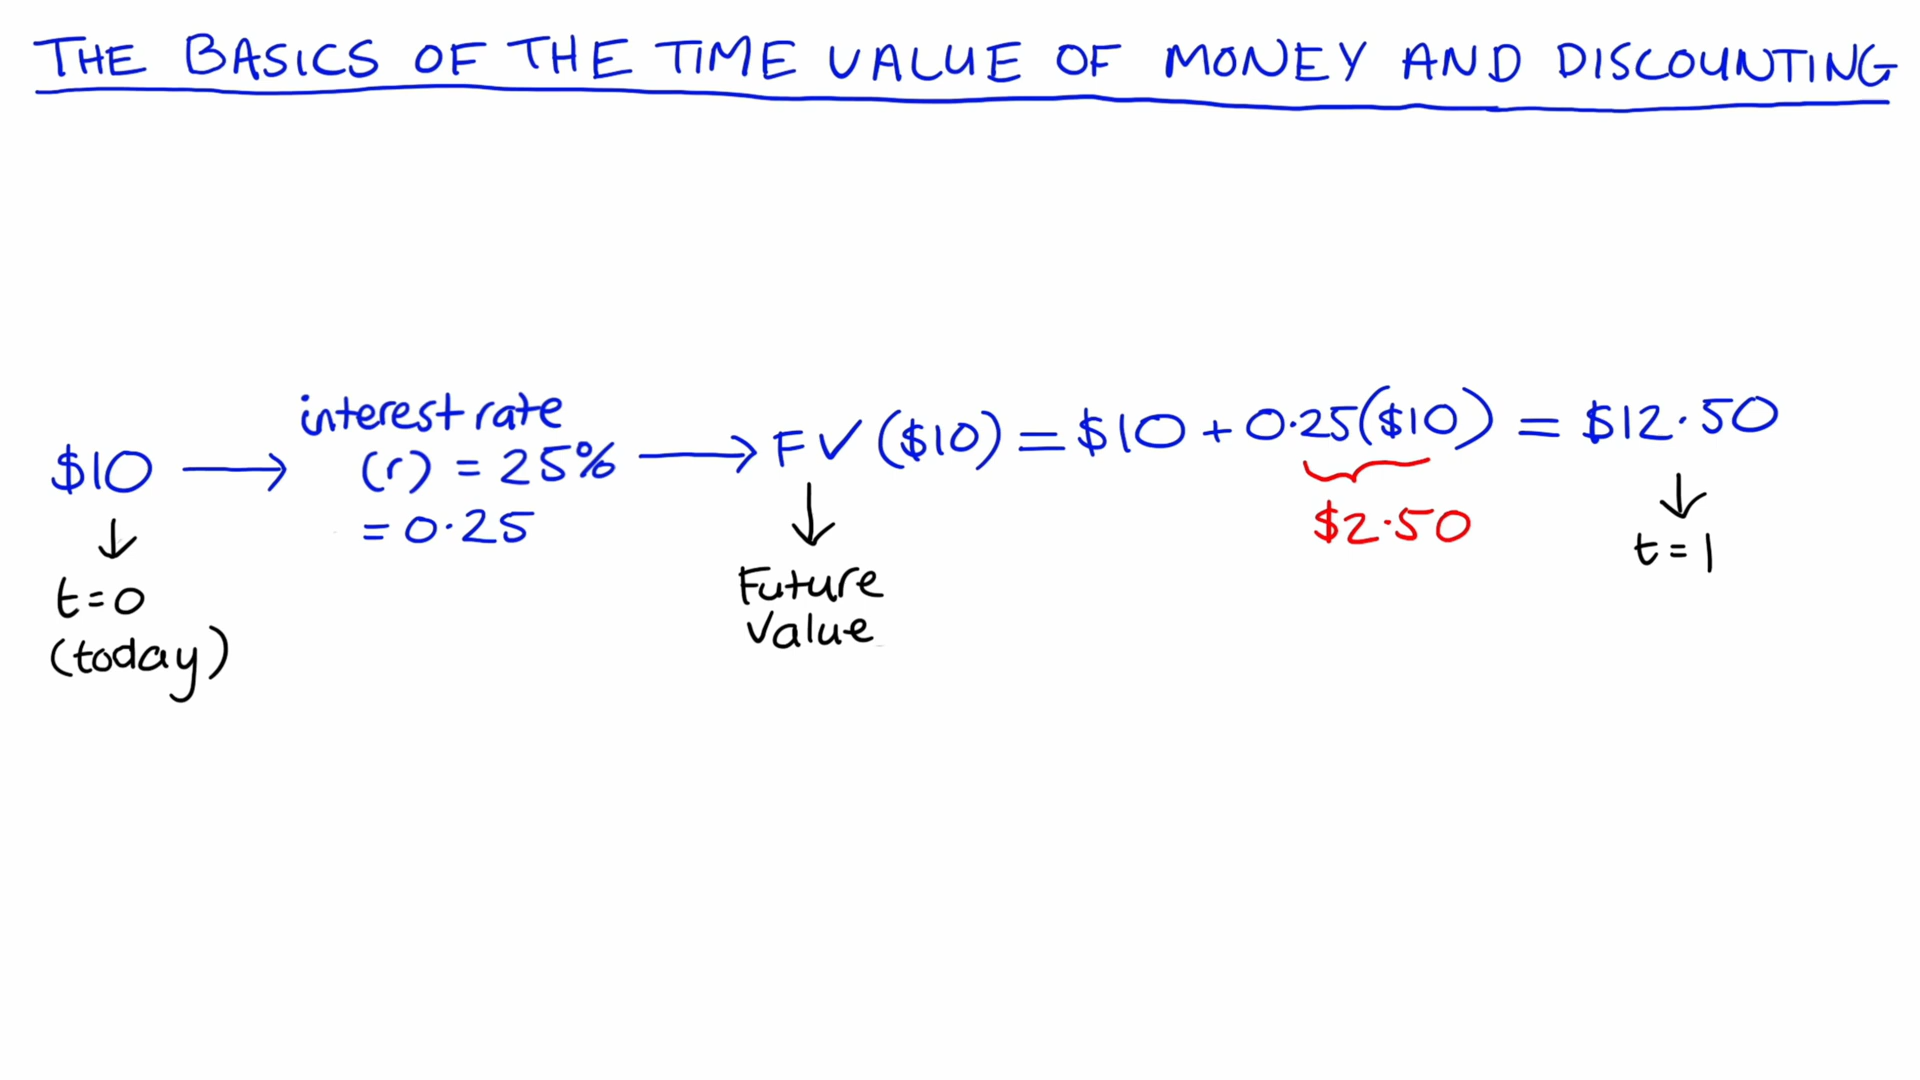 THE BASICS OF THE TIME VALUE OF MONEY AND DISCOUNTING
$10 → interest rate
(r) = 25%
= 0.25
→ FV ($10) = $10 + 0.25($10) = $12.50
$2.50
↓
t=0
(today)
↓
Future
Value
↓
t=1